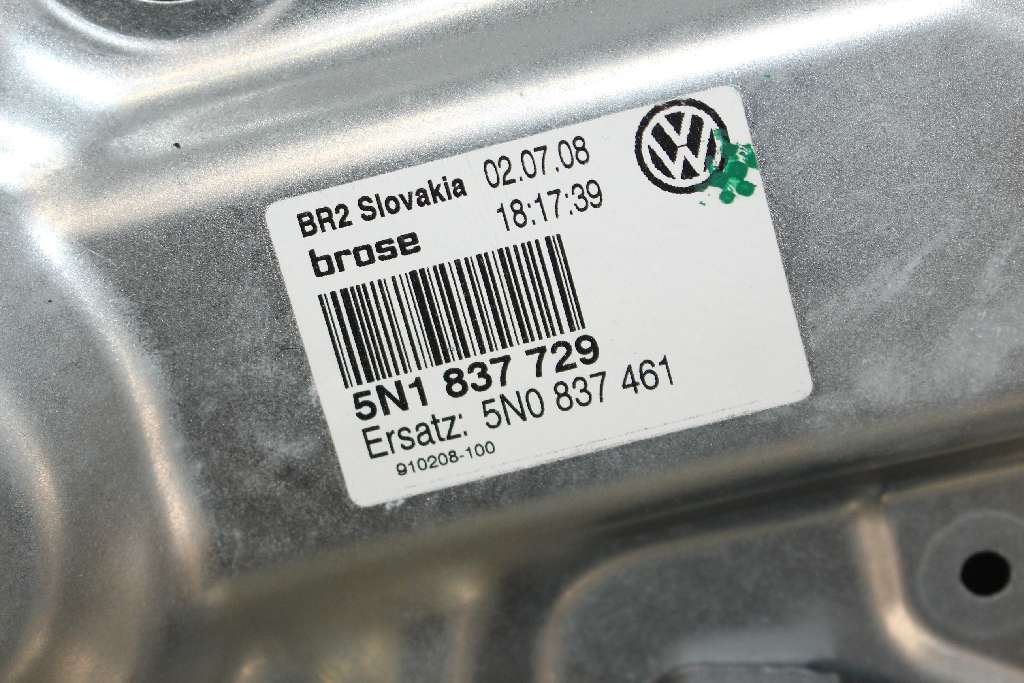 BR2 Slovakia 02.07.08
brose 18:17:39
5N1 837 729
Ersatz: 5N0 837 461
910208-100